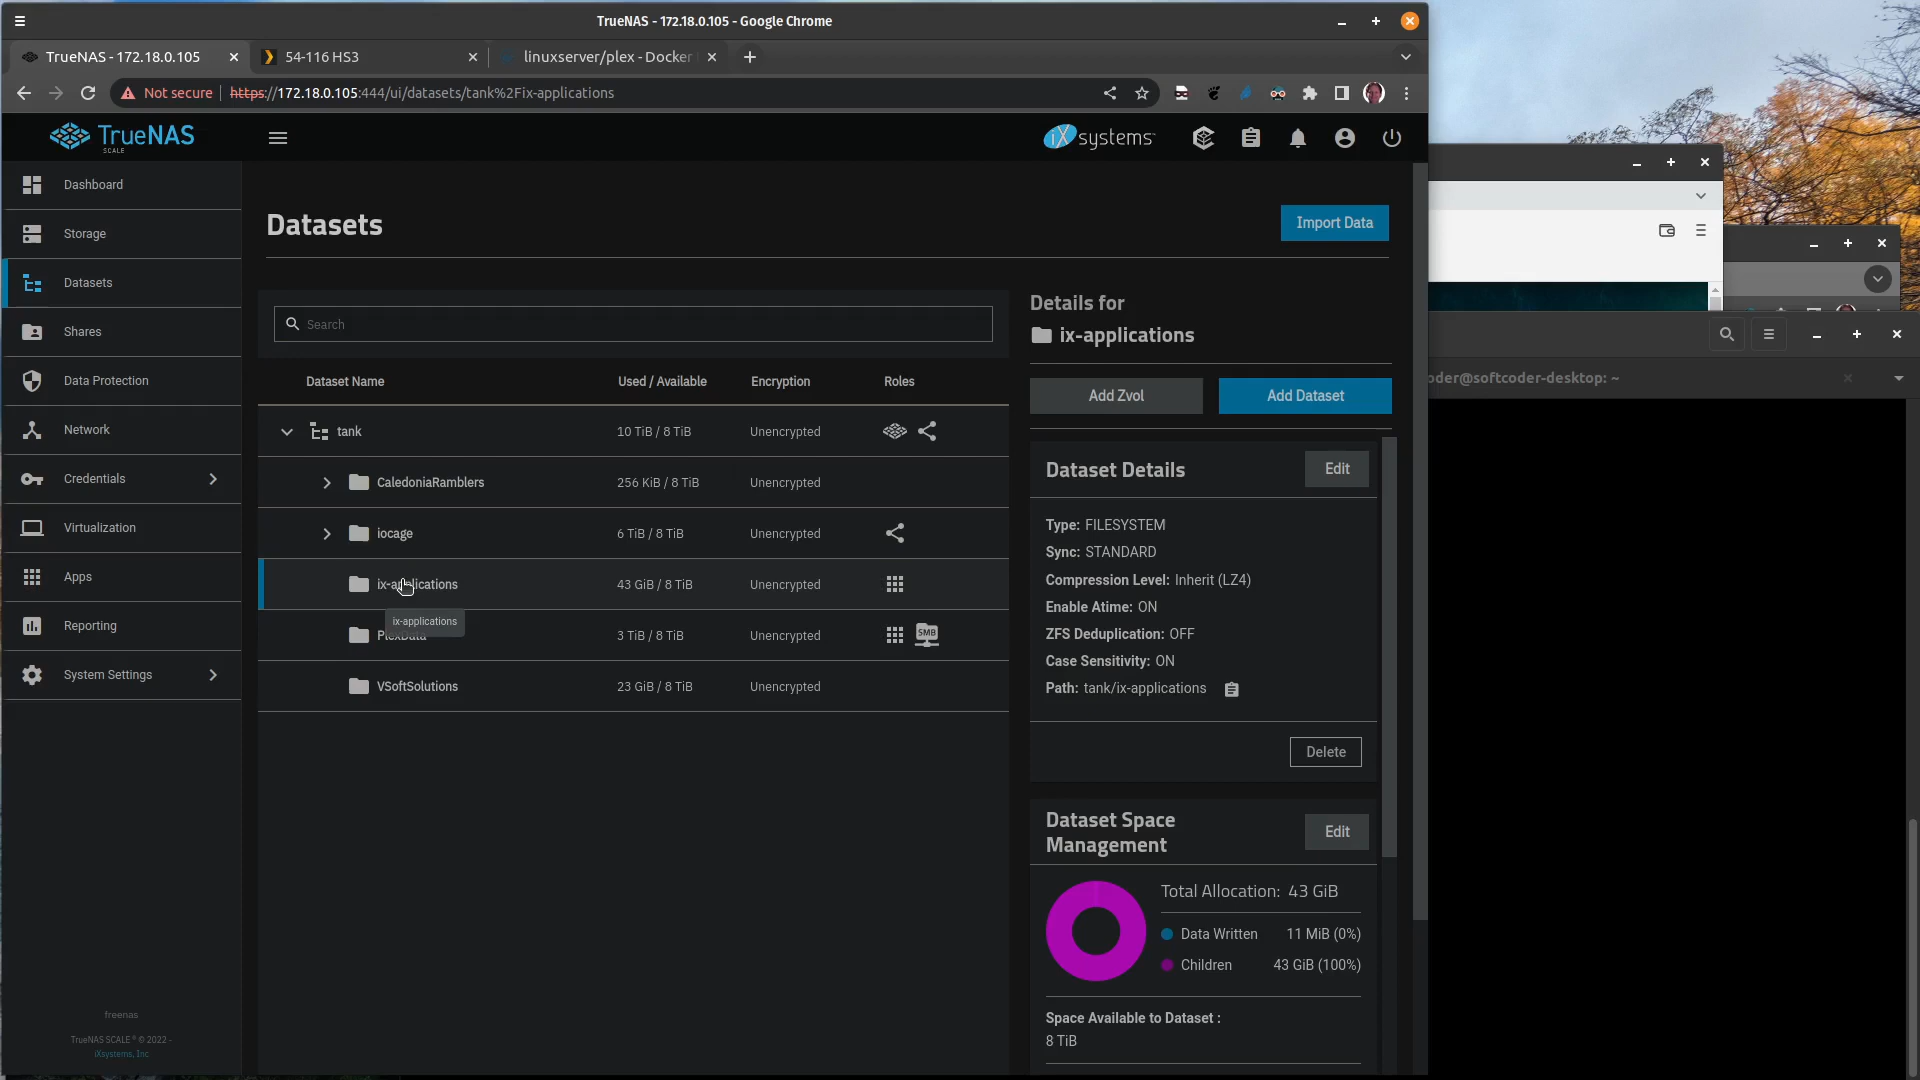 TrueNAS - 172.18.0.105 - Google Chrome
TrueNAS - 172.18.0.105
54-116 HS3
linuxserver/plex - Docker
Not secure
https://172.18.0.105:444/ui/datasets/tank%2Fix-applications
TrueNAS
SCALE
iXsystems
Dashboard
Storage
Datasets
Shares
Data Protection
Network
Credentials
Virtualization
Apps
Reporting
System Settings
freenas
TrueNAS SCALE ® © 2022 -
iXsystems, Inc
Datasets
Import Data
Search
Dataset Name Used / Available Encryption Roles
tank 10 TiB / 8 TiB Unencrypted
CaledoniaRamblers 256 KiB / 8 TiB Unencrypted
iocage 6 TiB / 8 TiB Unencrypted
ix-applications 43 GiB / 8 TiB Unencrypted
ix-applications
PlexData 3 TiB / 8 TiB Unencrypted
SMB
VSoftSolutions 23 GiB / 8 TiB Unencrypted
Details for
ix-applications
Add Zvol
Add Dataset
Dataset Details
Edit
Type: FILESYSTEM
Sync: STANDARD
Compression Level: Inherit (LZ4)
Enable Atime: ON
ZFS Deduplication: OFF
Case Sensitivity: ON
Path: tank/ix-applications
Delete
Dataset Space
Management
Edit
Total Allocation: 43 GiB
Data Written 11 MiB (0%)
Children 43 GiB (100%)
Space Available to Dataset :
8 TiB
oder@softcoder-desktop: ~